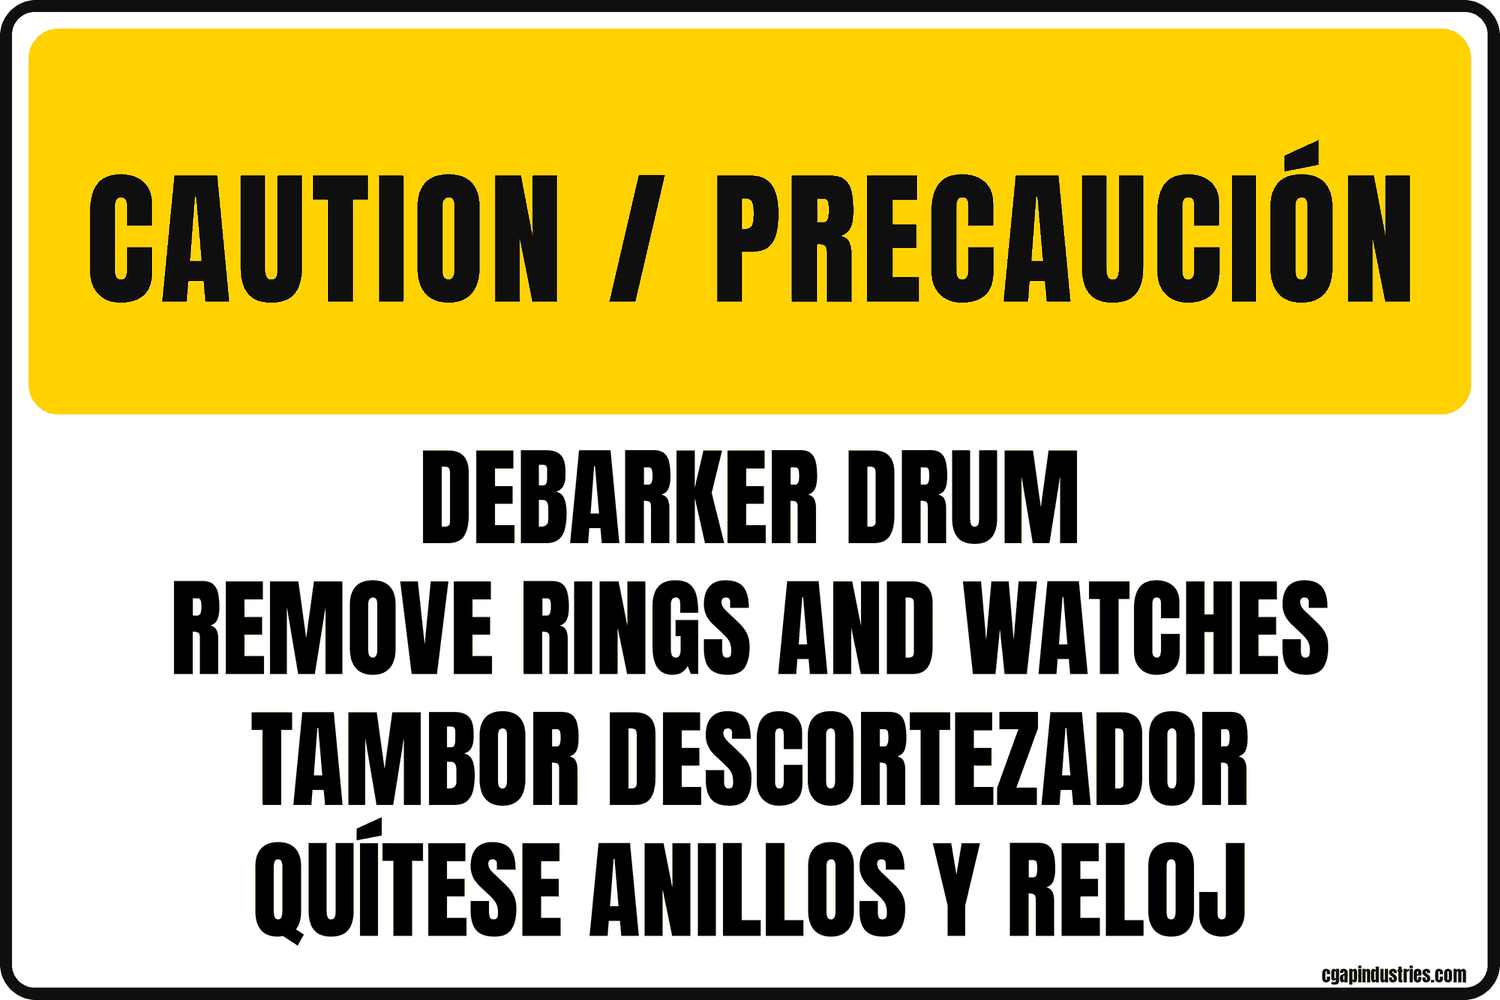 CAUTION / PRECAUCIÓN
DEBARKER DRUM
REMOVE RINGS AND WATCHES
TAMBOR DESCORTEZADOR
QUÍTESE ANILLOS Y RELOJ
cgapindustries.com